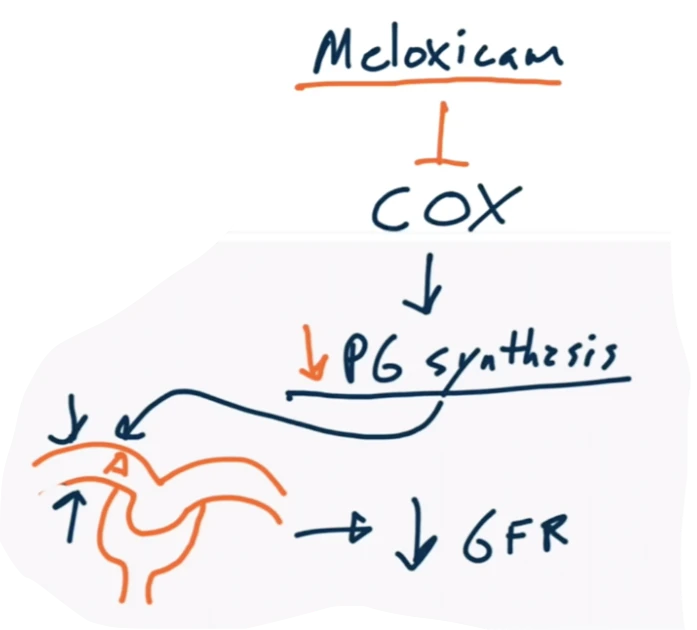 Meloxicam
COX
↓ PG synthesis
A
↓ GFR